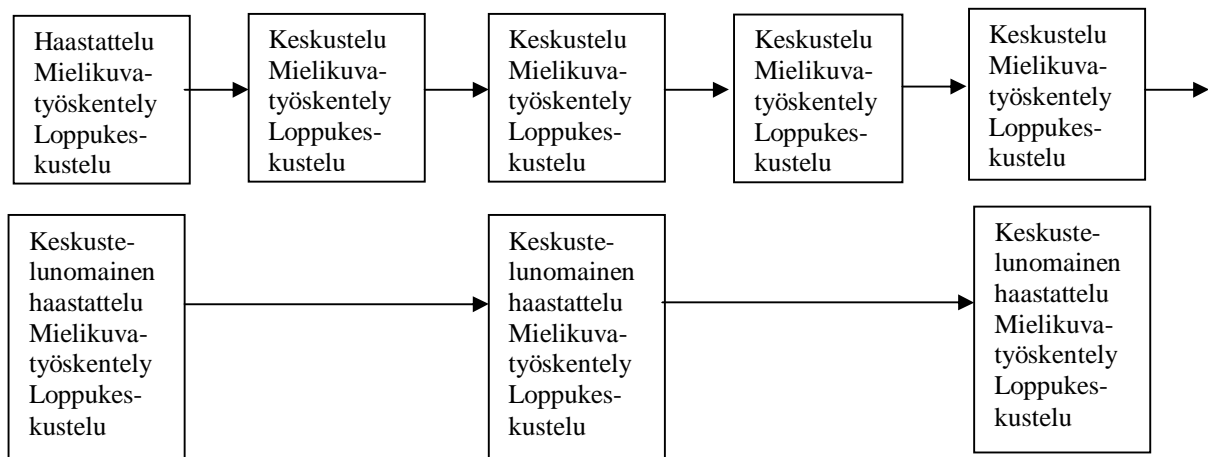 Haastattelu
Mielikuva-
työskentely
Loppukes-
kustelu
Keskustelu
Mielikuva-
työskentely
Loppukes-
kustelu
Keskustelu
Mielikuva-
työskentely
Loppukes-
kustelu
Keskustelu
Mielikuva-
työskentely
Loppukes-
kustelu
Keskustelu
Mielikuva-
työskentely
Loppukes-
kustelu
Keskuste-
lunomainen
haastattelu
Mielikuva-
työskentely
Loppukes-
kustelu
Keskuste-
lunomainen
haastattelu
Mielikuva-
työskentely
Loppukes-
kustelu
Keskuste-
lunomainen
haastattelu
Mielikuva-
työskentely
Loppukes-
kustelu